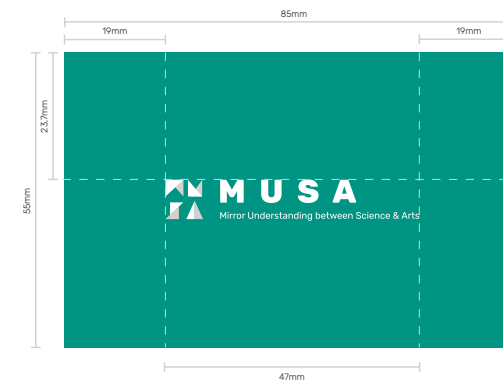 85mm
19mm
19mm
23,7mm
55mm
MUSA
Mirror Understanding between Science & Arts
47mm